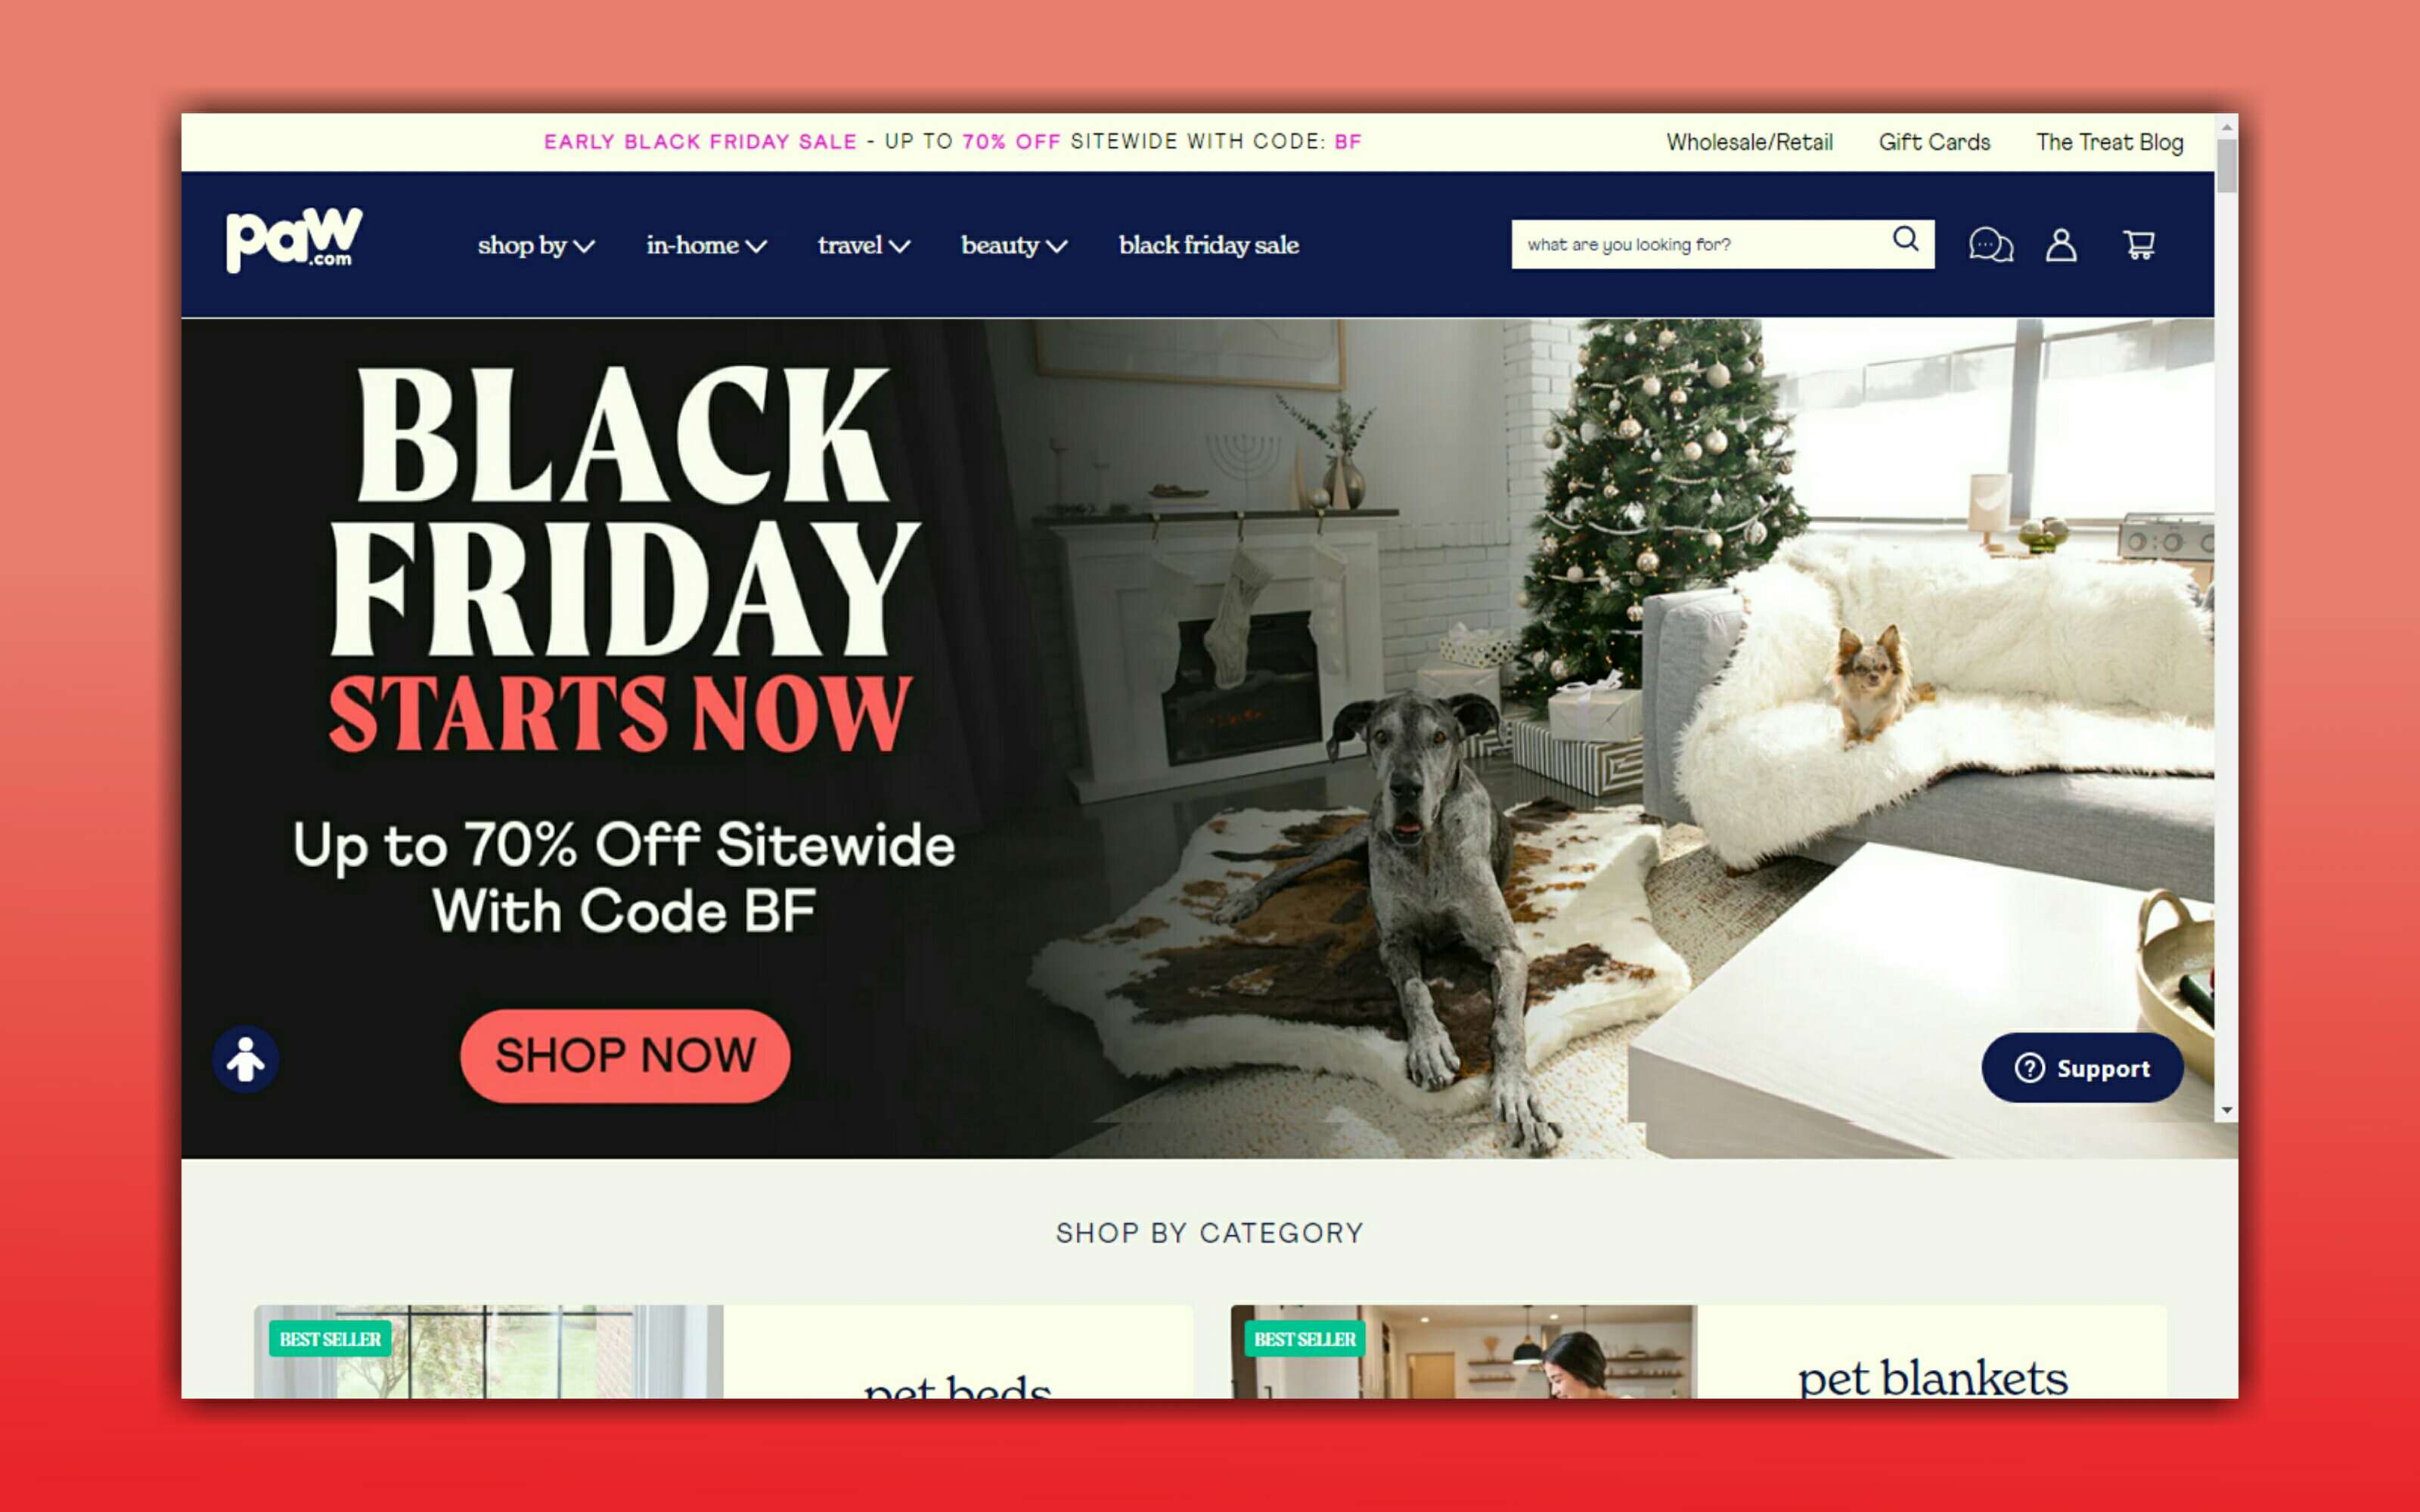 EARLY BLACK FRIDAY SALE - UP TO 70% OFF SITEWIDE WITH CODE: BF
Wholesale/Retail
Gift Cards
The Treat Blog
paw
.com
shop by
in-home
travel
beauty
black friday sale
what are you looking for?
BLACK
FRIDAY
STARTS NOW
Up to 70% Off Sitewide
With Code BF
SHOP NOW
Support
SHOP BY CATEGORY
BEST SELLER
pet beds
BEST SELLER
pet blankets